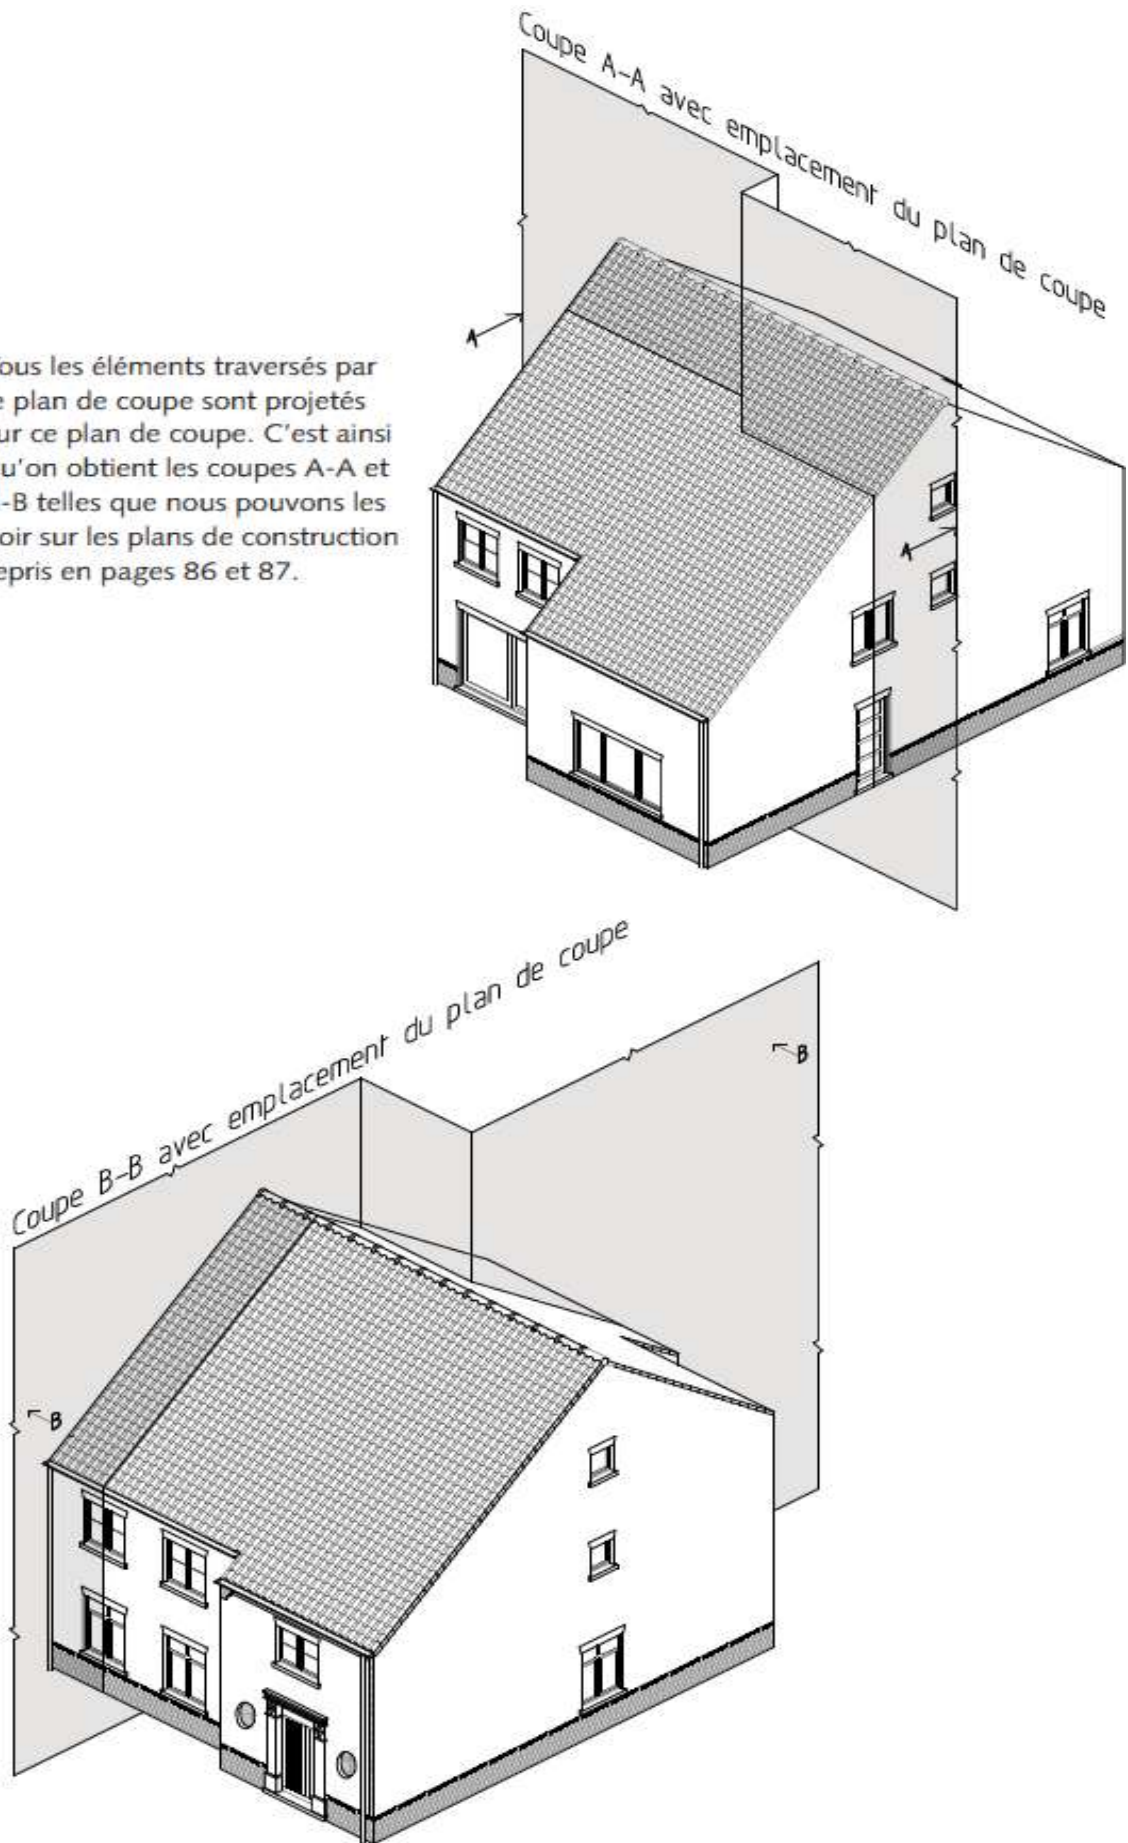 Coupe A-A avec emplacement du plan de coupe
A
ous les éléments traversés par
e plan de coupe sont projetés
ur ce plan de coupe. C'est ainsi
u'on obtient les coupes A-A et
-B telles que nous pouvons les
oir sur les plans de construction
epris en pages 86 et 87.
A
Coupe B-B avec emplacement du plan de coupe
B
B